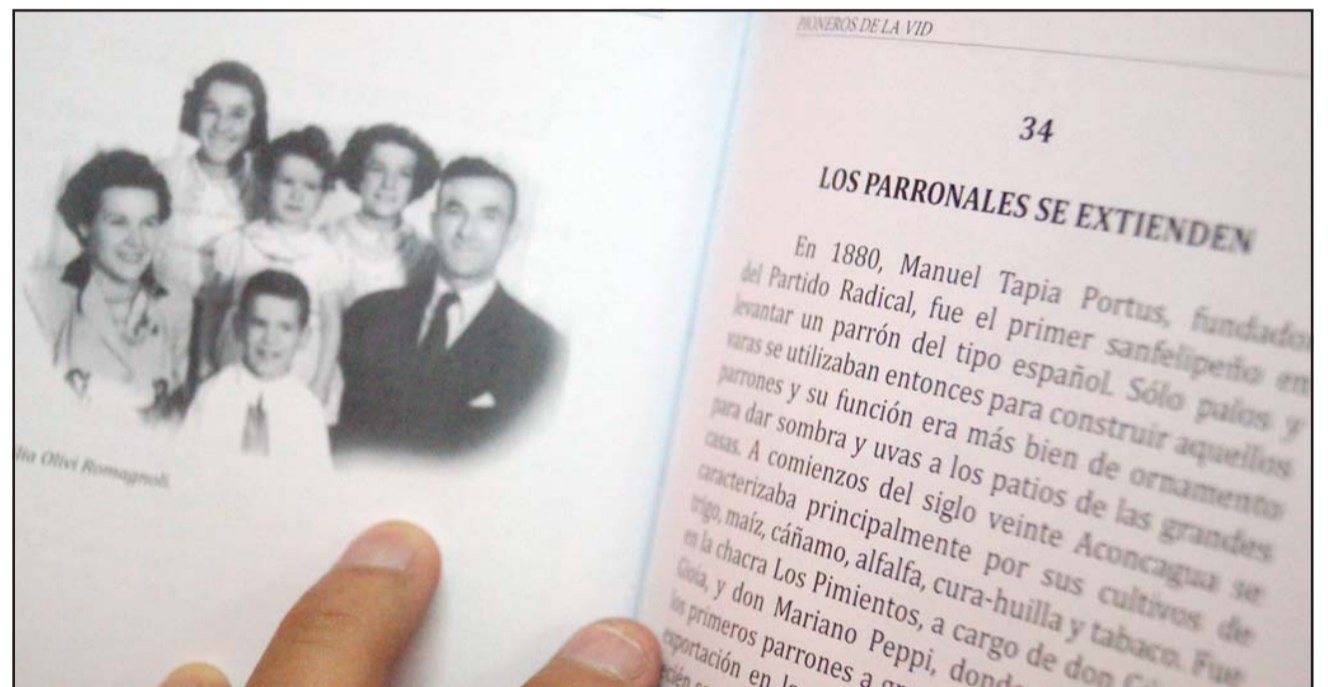 lia Olivi Romagnoli.
PIONEROS DE LA VID
34
LOS PARRONALES SE EXTIENDEN
En 1880, Manuel Tapia Portus, fundador
del Partido Radical, fue el primer sanfelipeño en
levantar un parrón del tipo español. Sólo palos y
varas se utilizaban entonces para construir aquellos
parrones y su función era más bien de ornamento
para dar sombra y uvas a los patios de las grandes
casas. A comienzos del siglo veinte Aconcagua se
caracterizaba principalmente por sus cultivos de
trigo, maíz, cáñamo, alfalfa, cura-huilla y tabaco. Fue
en la chacra Los Pimientos, a cargo de don
Gioia, y don Mariano Peppi, donde
los primeros parrones a
exportación en